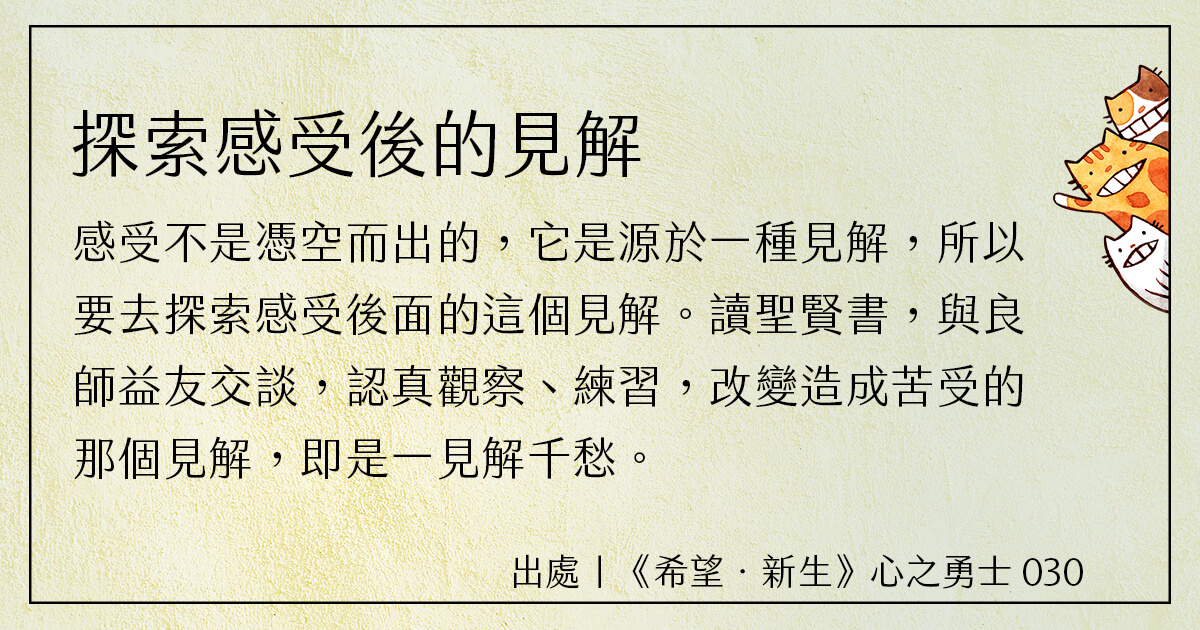 探索感受後的見解
感受不是憑空而出的，它是源於一種見解，所以
要去探索感受後面的這個見解。讀聖賢書，與良
師益友交談，認真觀察、練習，改變造成苦受的
那個見解，即是一見解千愁。
出處｜《希望．新生》心之勇士 030